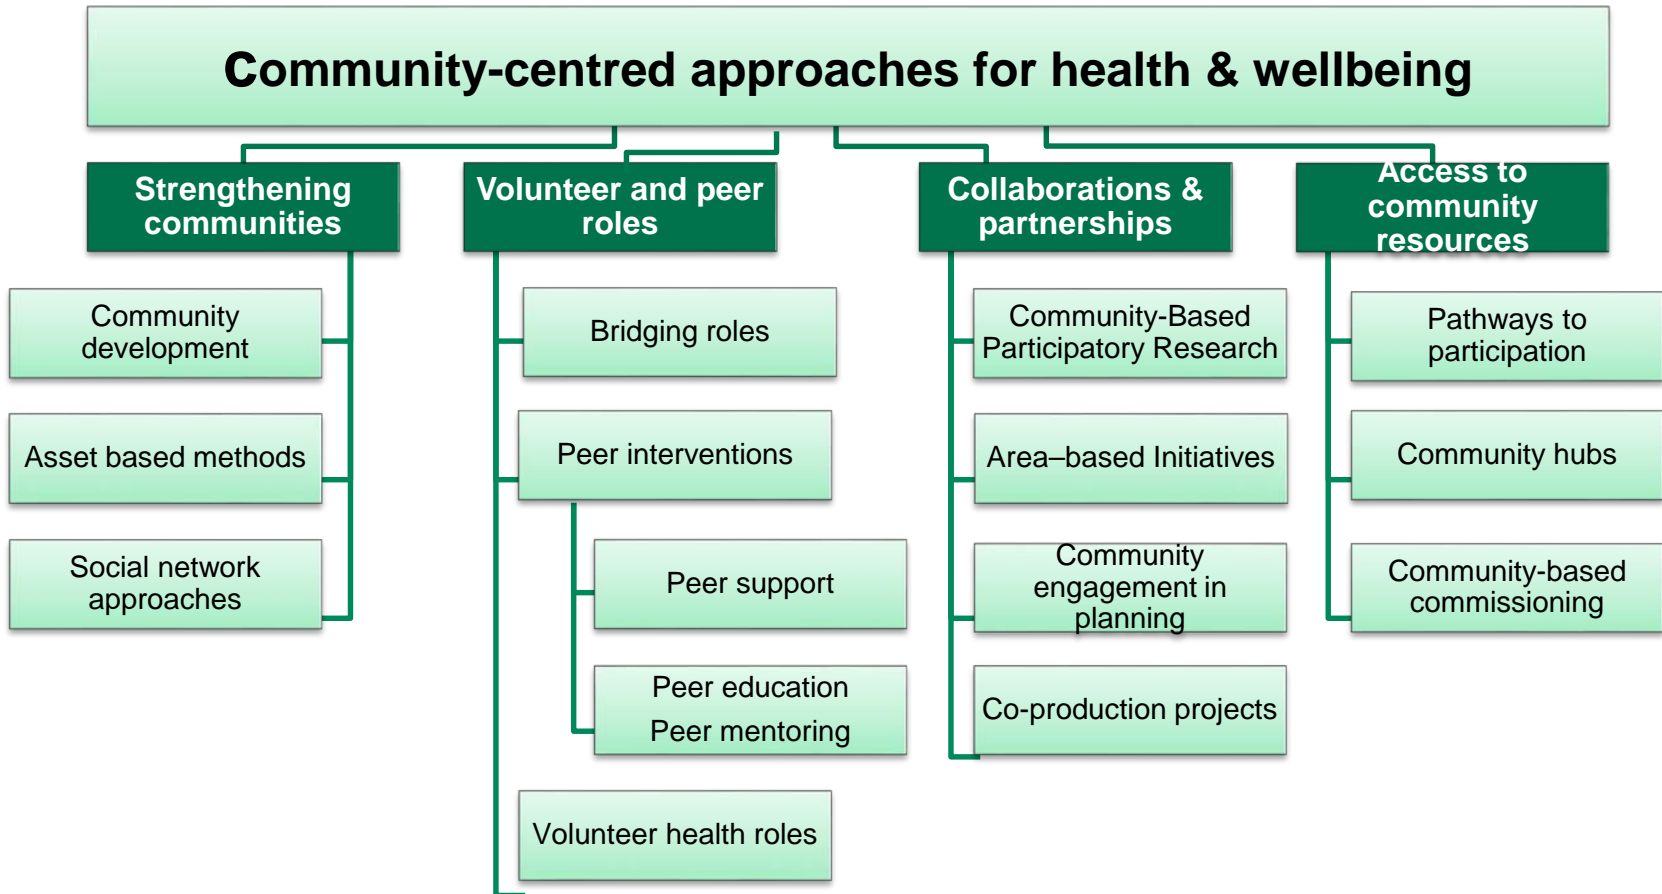 Community-centred approaches for health & wellbeing
Strengthening
communities
Community
development
Asset based methods
Social network
approaches
Volunteer and peer
roles
Bridging roles
Peer interventions
Peer support
Peer education
Peer mentoring
Volunteer health roles
Collaborations &
partnerships
Community-Based
Participatory Research
Area–based Initiatives
Community
engagement in
planning
Co-production projects
Access to
community
resources
Pathways to
participation
Community hubs
Community-based
commissioning